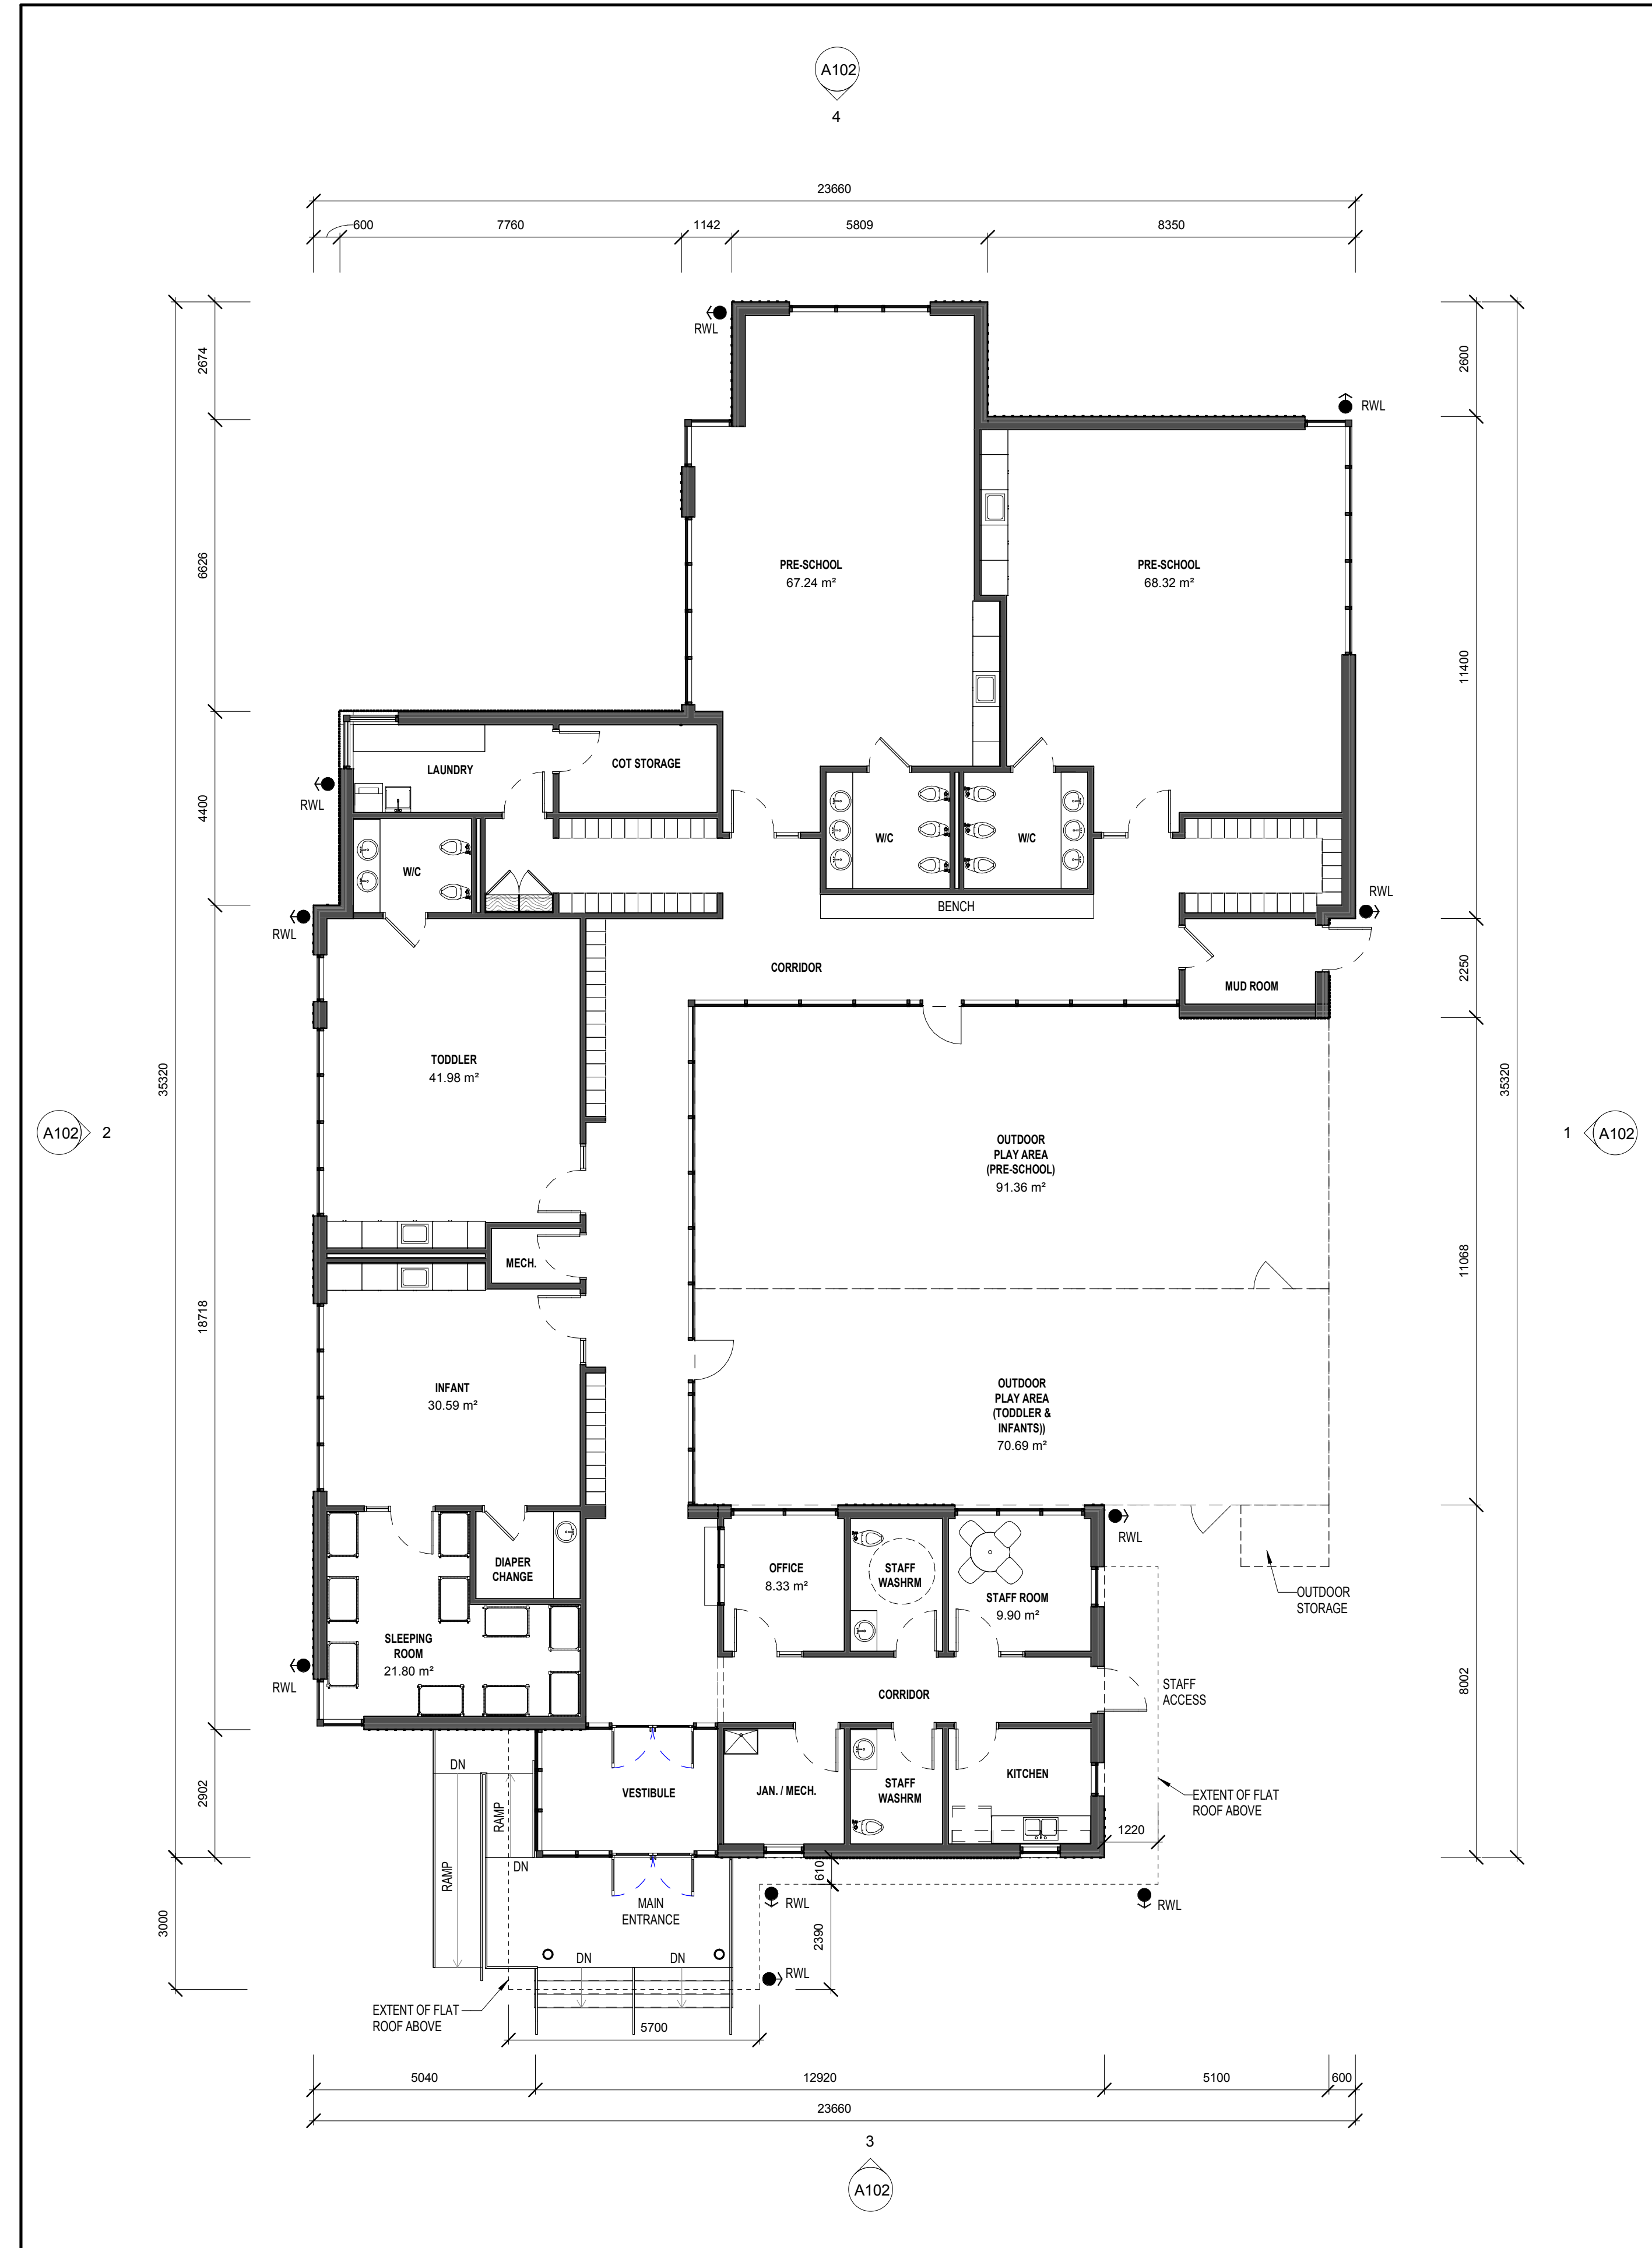 A102
4
23660
600
7760
1142
5809
8350
RWL
RWL
2674
2600
PRE-SCHOOL
67.24 m²
PRE-SCHOOL
68.32 m²
6626
11400
LAUNDRY
COT STORAGE
RWL
4400
W/C
W/C
W/C
RWL
RWL
BENCH
CORRIDOR
MUD ROOM
2250
TODDLER
41.98 m²
35320
35320
A102
2
1
A102
OUTDOOR
PLAY AREA
(PRE-SCHOOL)
91.36 m²
MECH.
11068
18718
INFANT
30.59 m²
OUTDOOR
PLAY AREA
(TODDLER &
INFANTS))
70.69 m²
RWL
DIAPER
CHANGE
OFFICE
8.33 m²
STAFF
WASHRM
STAFF ROOM
9.90 m²
OUTDOOR
STORAGE
SLEEPING
ROOM
21.80 m²
RWL
CORRIDOR
STAFF
ACCESS
8002
DN
VESTIBULE
JAN. / MECH.
STAFF
WASHRM
KITCHEN
EXTENT OF FLAT
ROOF ABOVE
2902
RAMP
RAMP
DN
1220
610
MAIN
ENTRANCE
RWL
RWL
3000
2390
DN
DN
RWL
EXTENT OF FLAT
ROOF ABOVE
5700
5040
12920
5100
600
23660
3
A102